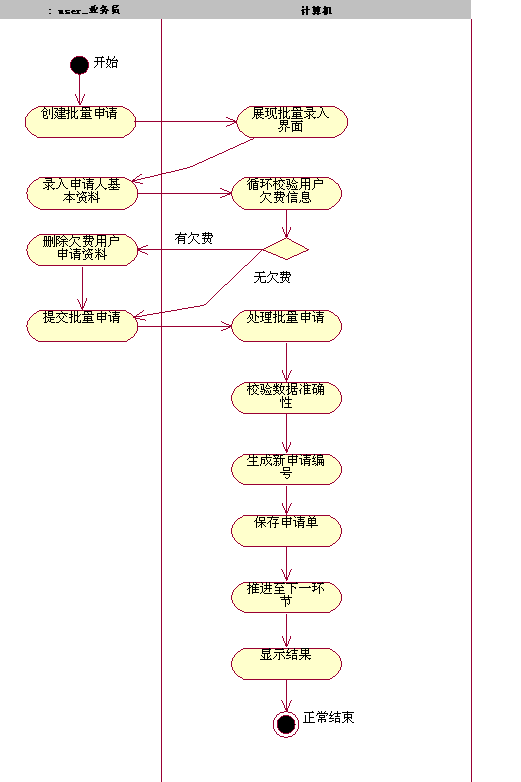 : user_业务员
计算机
开始
创建批量申请
展现批量录入
界面
录入申请人基
本资料
循环校验用户
欠费信息
删除欠费用户
申请资料
有欠费
无欠费
提交批量申请
处理批量申请
校验数据准确
性
生成新申请编
号
保存申请单
推进至下一环
节
显示结果
正常结束